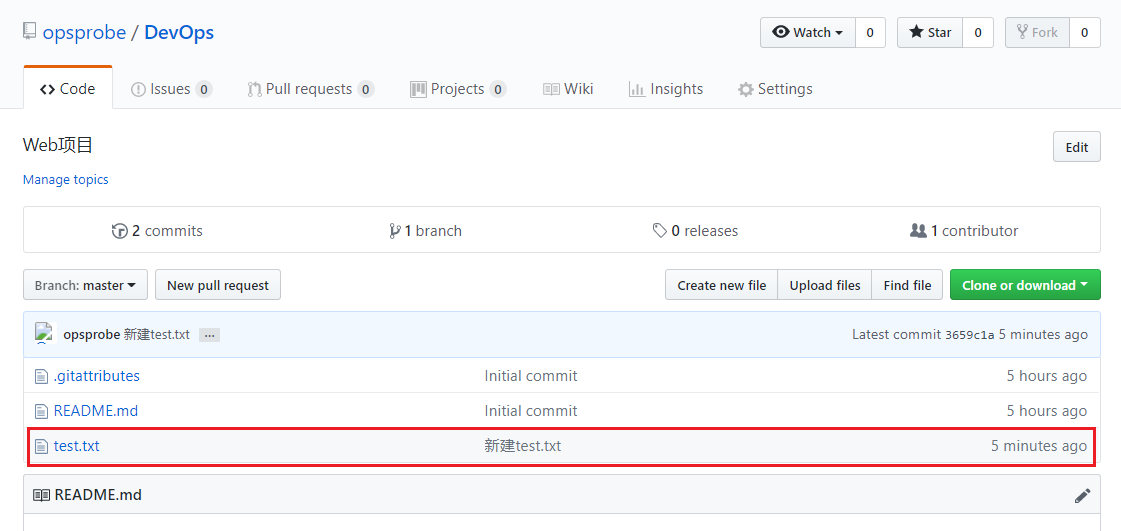 opsprobe / DevOps Watch 0 Star 0 Fork 0
Code Issues 0 Pull requests 0 Projects 0 Wiki Insights Settings
Web项目 Edit
Manage topics
2 commits 1 branch 0 releases 1 contributor
Branch: master New pull request Create new file Upload files Find file Clone or download
opsprobe 新建test.txt ... Latest commit 3659c1a 5 minutes ago
.gitattributes Initial commit 5 hours ago
README.md Initial commit 5 hours ago
test.txt 新建test.txt 5 minutes ago
README.md